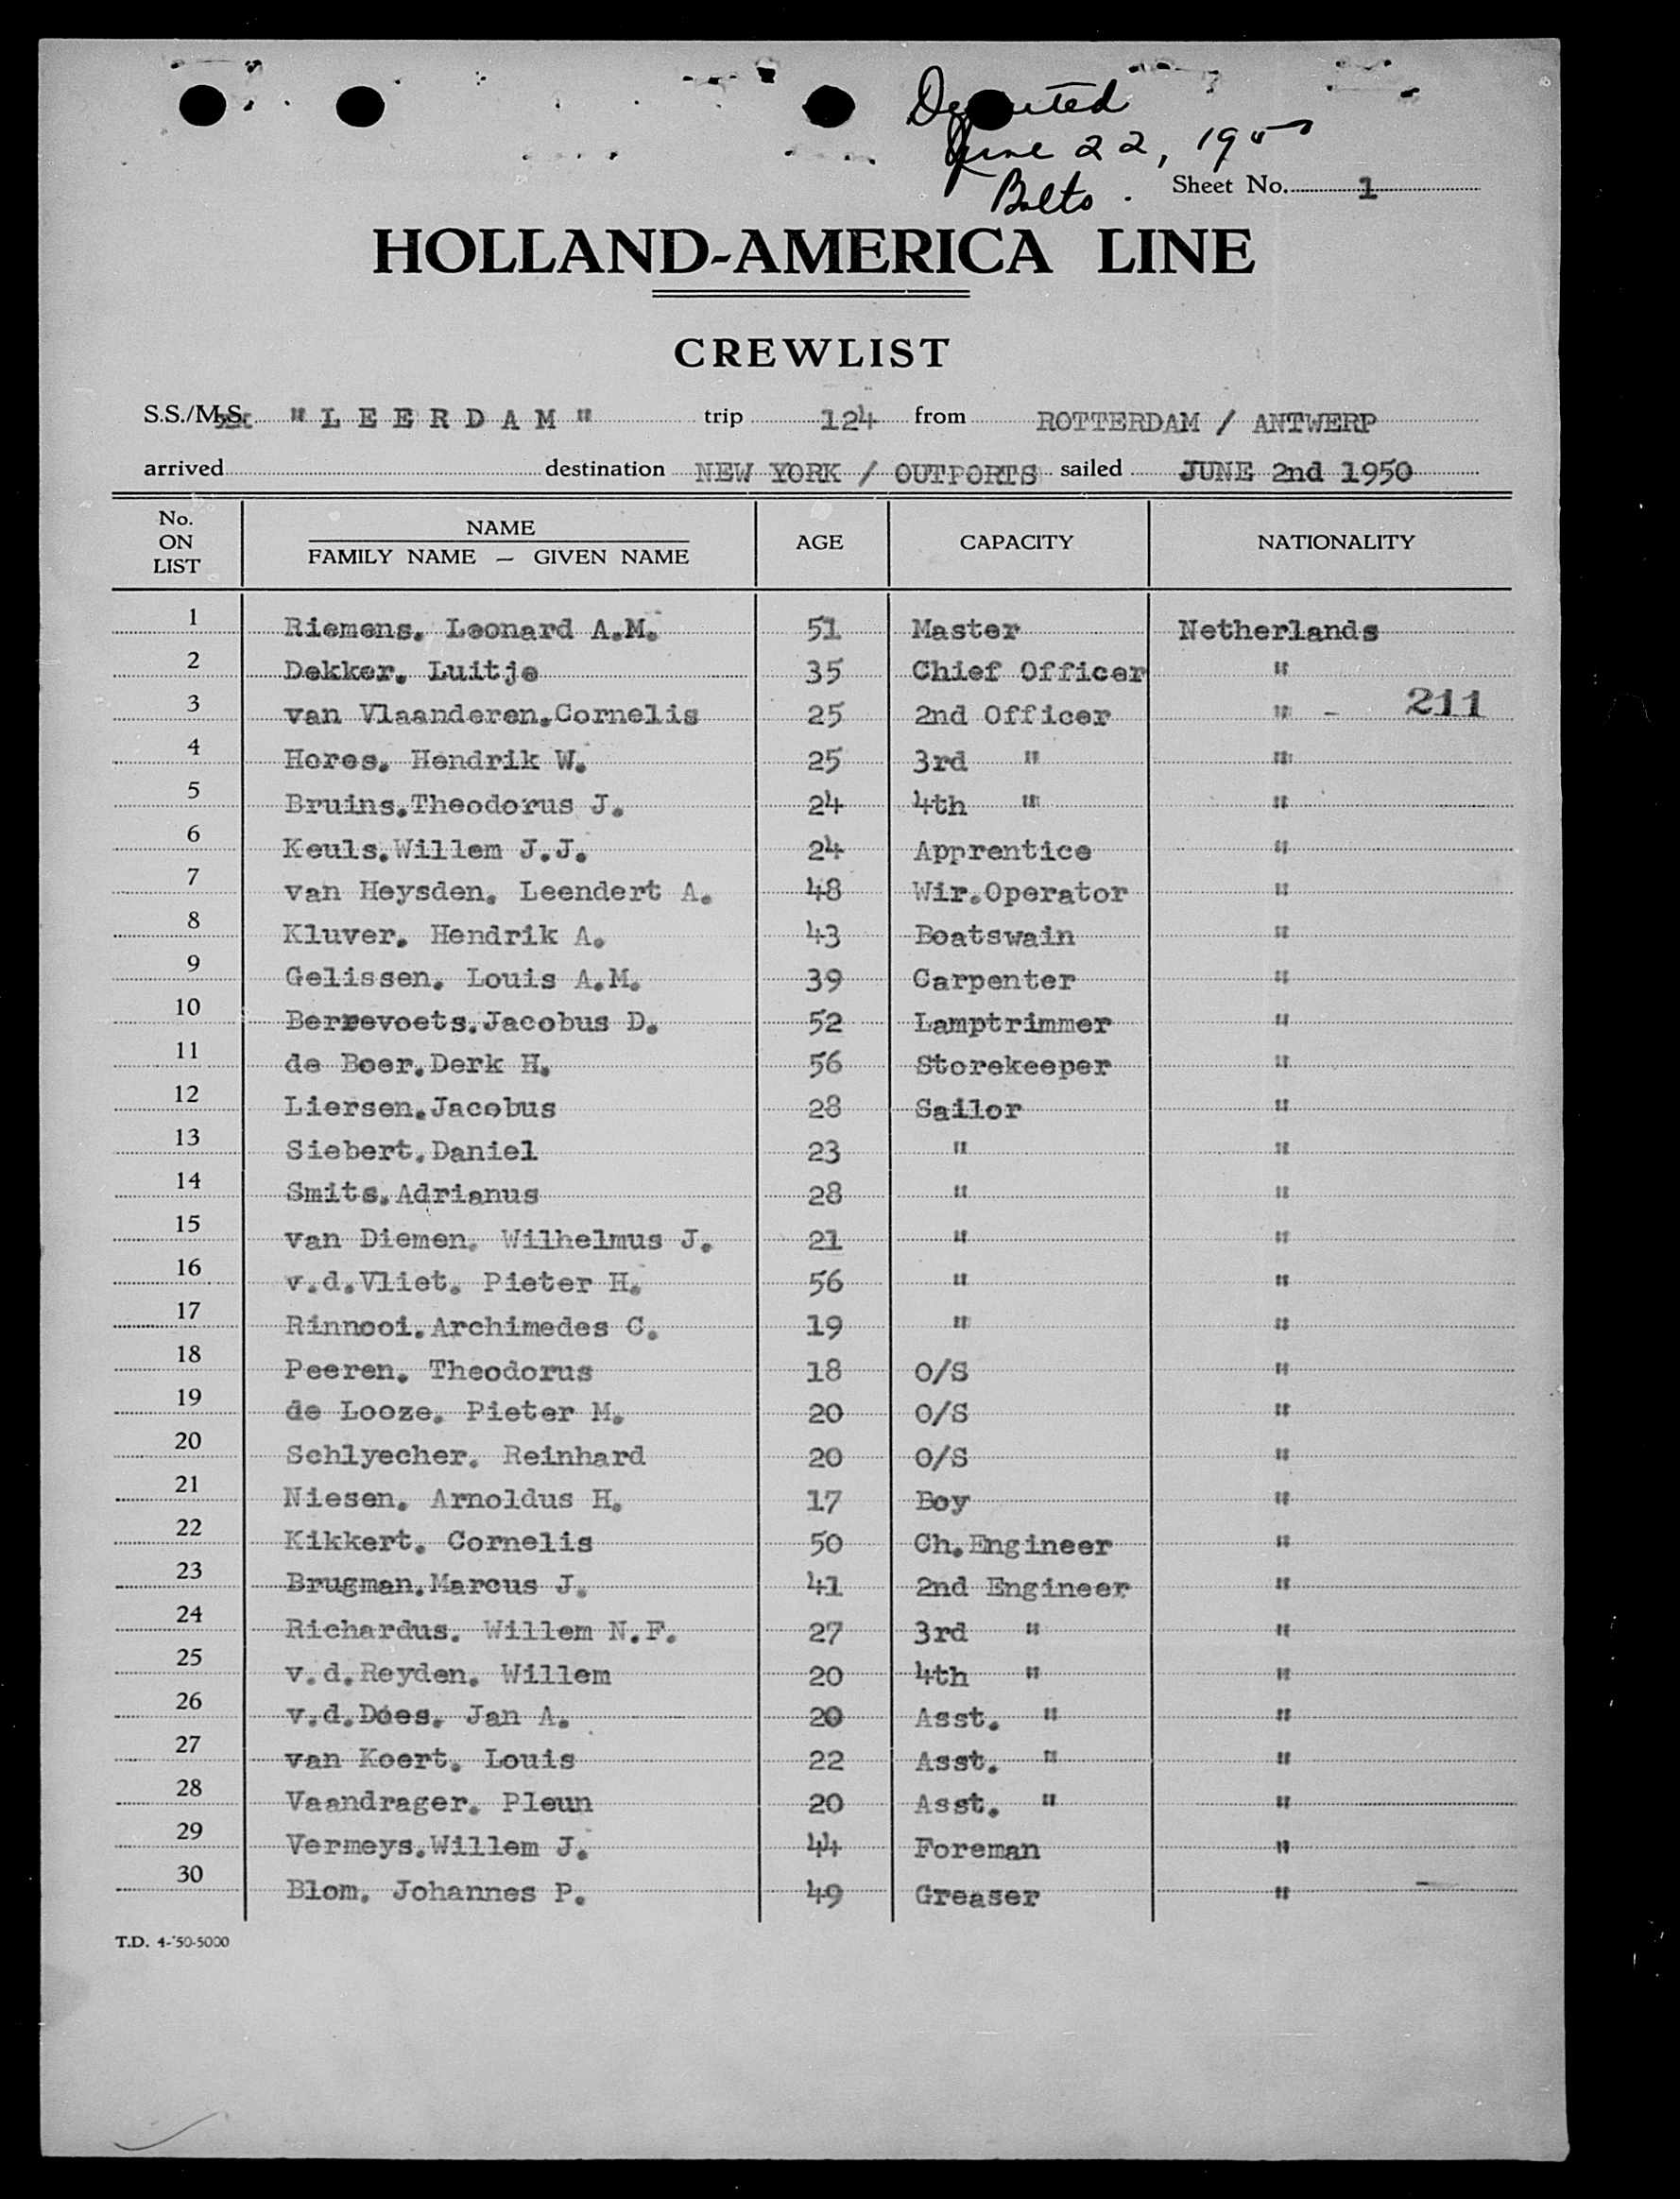 Departed
June 22, 1950
Balto.
Sheet No. 1
HOLLAND-AMERICA LINE
CREWLIST
S.S./M.S. "LEERDAM" trip 124 from ROTTERDAM / ANTWERP
arrived destination NEW YORK / OUTPORTS sailed JUNE 2nd 1950
No. ON LIST NAME FAMILY NAME — GIVEN NAME AGE CAPACITY NATIONALITY
1 Riemens. Leonard A.M. 51 Master Netherlands
2 Dekker. Luitje 35 Chief Officer "
3 van Vlaanderen.Cornelis 25 2nd Officer " - 211
4 Hores. Hendrik W. 25 3rd " "
5 Bruins.Theodorus J. 24 4th " "
6 Keuls.Willem J.J. 24 Apprentice "
7 van Heysden. Leendert A. 48 Wir.Operator "
8 Kluver. Hendrik A. 43 Boatswain "
9 Gelissen. Louis A.M. 39 Carpenter "
10 Berrevoets.Jacobus D. 52 Lamptrimmer "
11 de Boer.Derk H. 56 Storekeeper "
12 Liersen.Jacobus 28 Sailor "
13 Siebert.Daniel 23 " "
14 Smits.Adrianus 28 " "
15 van Diemen. Wilhelmus J. 21 " "
16 v.d.Vliet. Pieter H. 56 " "
17 Rinnooi.Archimedes C. 19 " "
18 Peeren. Theodorus 18 O/S "
19 de Looze. Pieter M. 20 O/S "
20 Schlyecher. Reinhard 20 O/S "
21 Niesen. Arnoldus H. 17 Boy "
22 Kikkert. Cornelis 50 Ch.Engineer "
23 Brugman.Marcus J. 41 2nd Engineer "
24 Richardus. Willem N.F. 27 3rd " "
25 v.d.Reyden. Willem 20 4th " "
26 v.d.Does. Jan A. 20 Asst. " "
27 van Koert. Louis 22 Asst. " "
28 Vaandrager. Pleun 20 Asst. " "
29 Vermeys.Willem J. 44 Foreman "
30 Blom. Johannes P. 49 Greaser "
T.D. 4-'50-5000